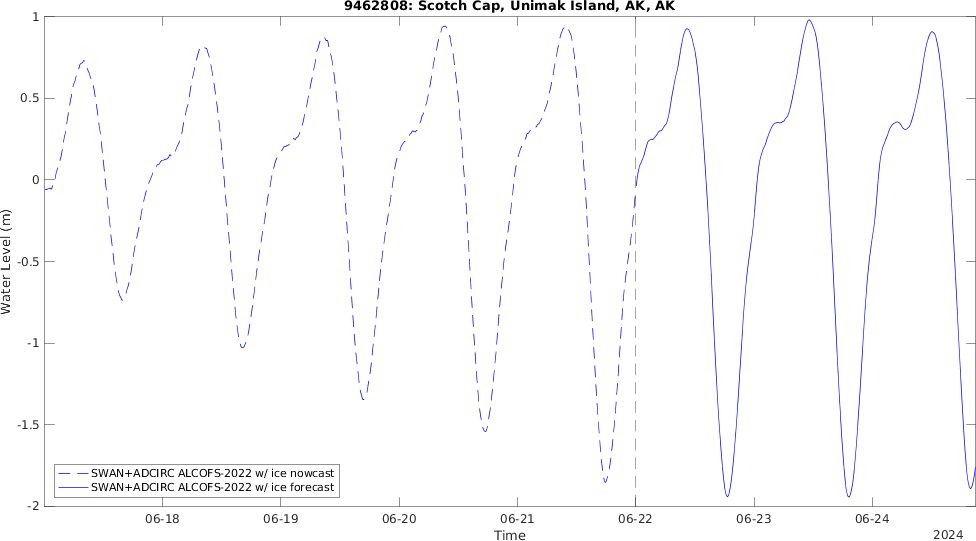 9462808: Scotch Cap, Unimak Island, AK, AK
Water Level (m)
1
0.5
0
-0.5
-1
-1.5
-2
SWAN+ADCIRC ALCOFS-2022 w/ ice nowcast
SWAN+ADCIRC ALCOFS-2022 w/ ice forecast
06-18 06-19 06-20 06-21 06-22 06-23 06-24
Time
2024